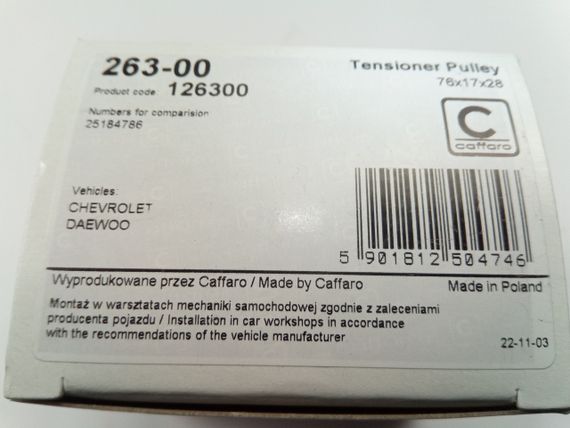 263-00
Tensioner Pulley
76x17x28
Product code 126300
Numbers for comparision
25184786
C
caffaro
Vehicles:
CHEVROLET
DAEWOO
5 901812 504746
Wyprodukowane przez Caffaro / Made by Caffaro
Made in Poland
Montaż w warsztatach mechaniki samochodowej zgodnie z zaleceniami
producenta pojazdu / Installation in car workshops in accordance
with the recommendations of the vehicle manufacturer
22-11-03